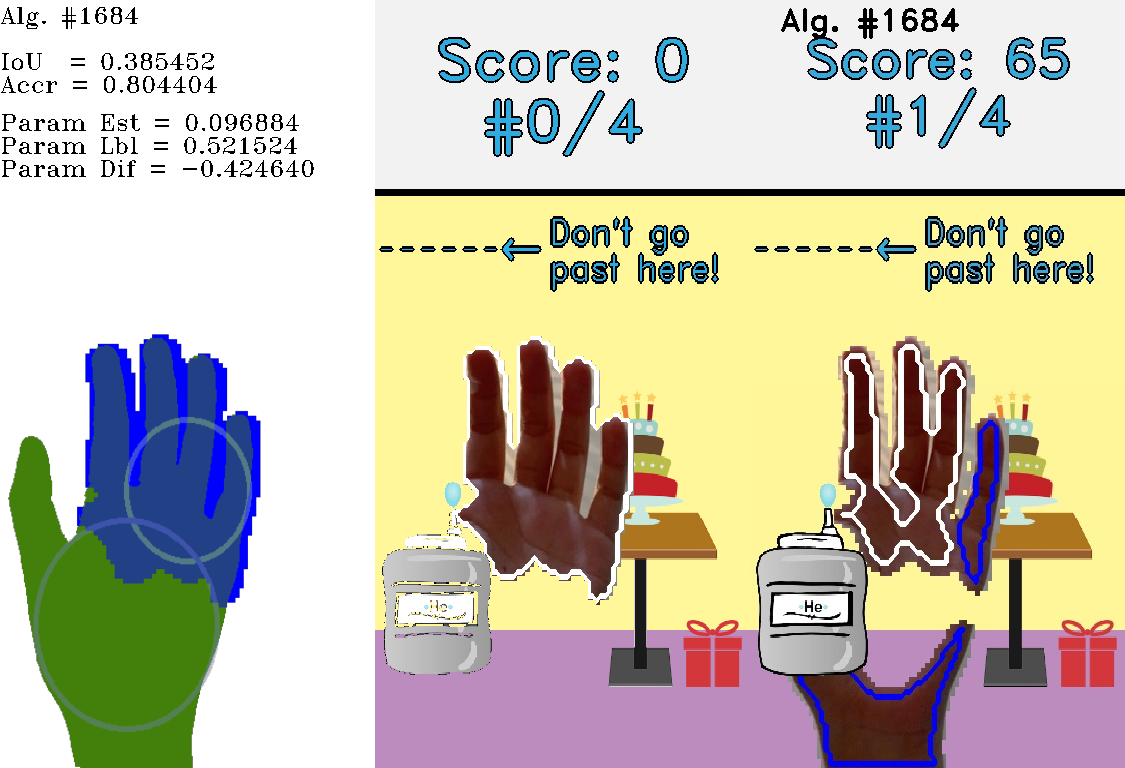 Alg. #1684
IoU = 0.385452
Accr = 0.804404
Param Est = 0.096884
Param Lbl = 0.521524
Param Dif = −0.424640
Score: 0
#0/4
Don't go
past here!
He
Alg. #1684
Score: 65
#1/4
Don't go
past here!
He